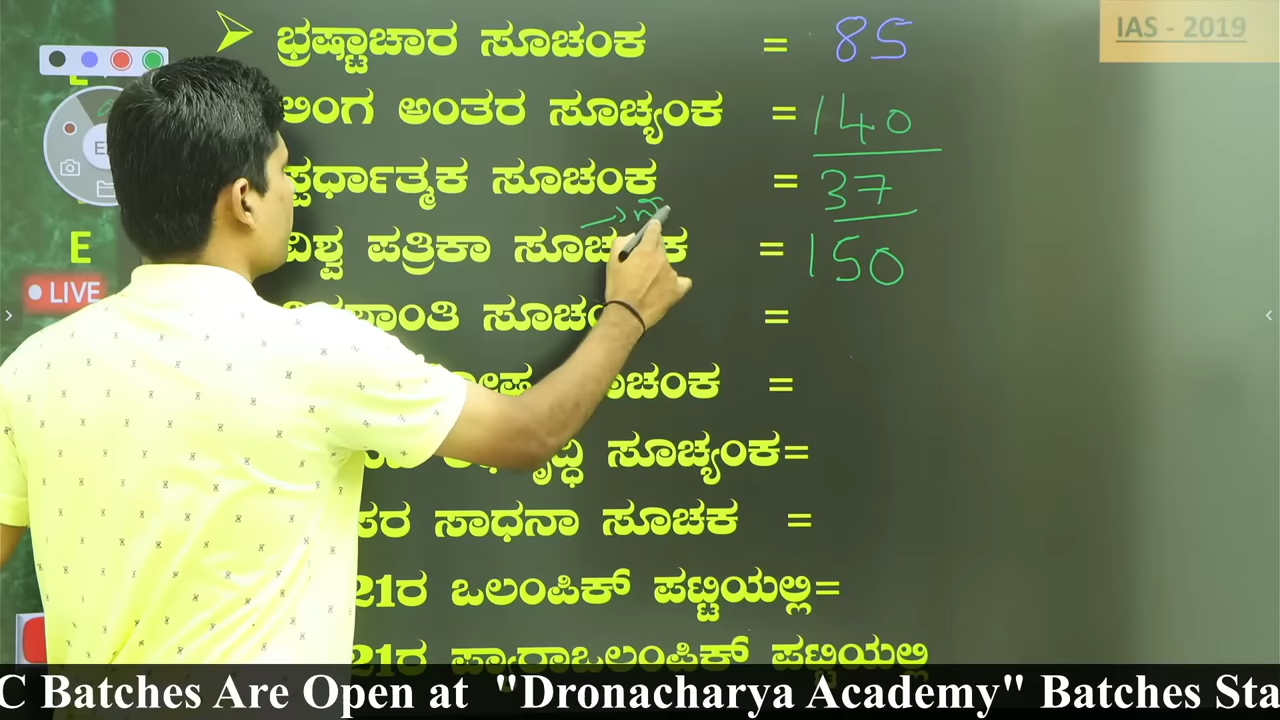 ಭ್ರಷ್ಟಾಚಾರ ಸೂಚಂಕ = 85
IAS - 2019
ಲಿಂಗ ಅಂತರ ಸೂಚ್ಯಂಕ = 140
ಸ್ಪರ್ಧಾತ್ಮಕ ಸೂಚಂಕ = 37
E ವಿಶ್ವ ಪತ್ರಿಕಾ ಸೂಚಂಕ = 150
LIVE
ಸೂಚಂಕ =
=
ಸೂಚ್ಯಂಕ=
ಸಾಧನಾ ಸೂಚಕ =
21ರ ಒಲಂಪಿಕ್ ಪಟ್ಟಿಯಲ್ಲಿ=
21ರ ಪ್ಯಾರಾಒಲಂಪಿಕ್ ಪಟ್ಟಿಯಲ್ಲಿ
C Batches Are Open at "Dronacharya Academy" Batches Sta